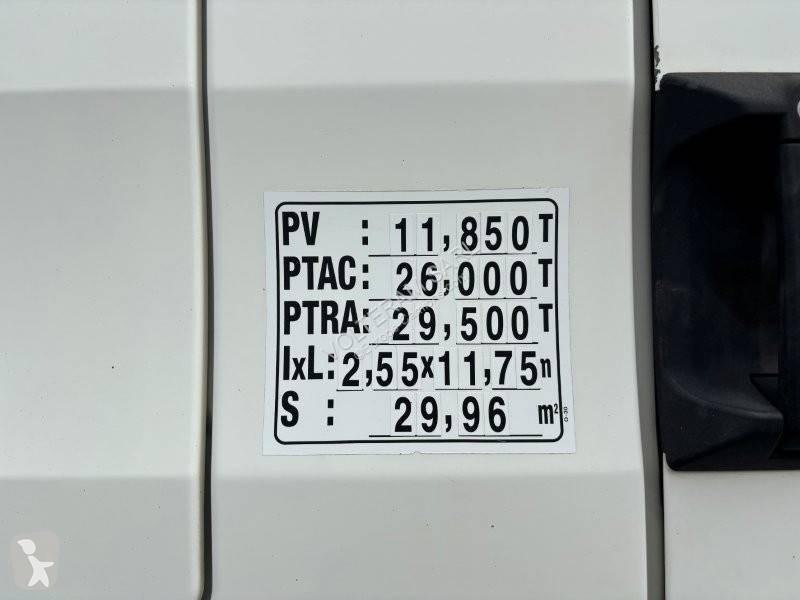 PV : 11,850 T
PTAC: 26,000 T
PTRA: 29,500 T
IxL: 2,55x11,75 n
S : 29,96 m²